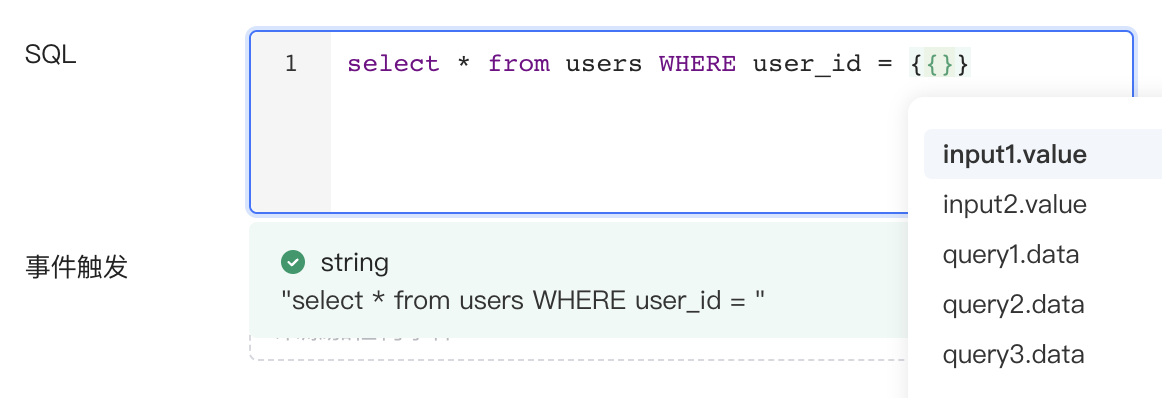 SQL
1 select * from users WHERE user_id = {{}}
input1.value
input2.value
query1.data
query2.data
query3.data
事件触发
string
"select * from users WHERE user_id = "